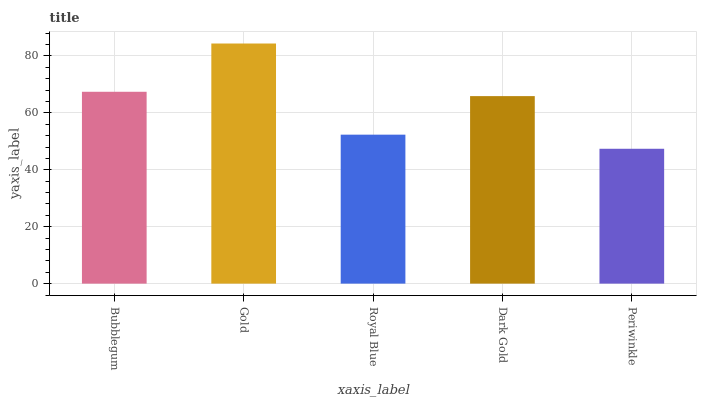 title
80
60
40
20
0
yaxis_label
Bubblegum
Gold
Royal Blue
Dark Gold
Periwinkle
xaxis_label